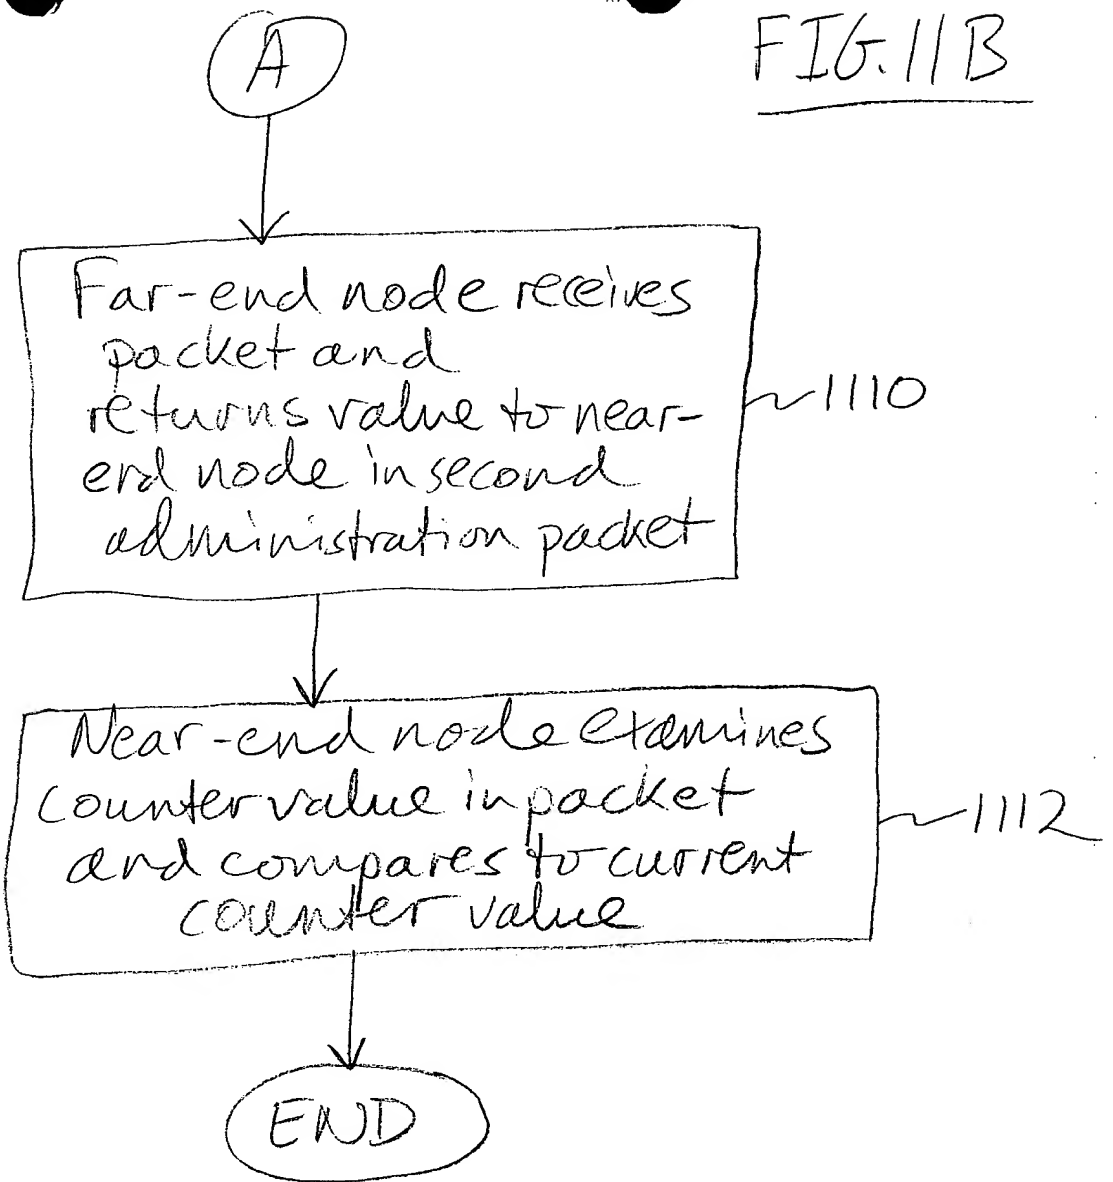 A
FIG. 11B
Far-end node receives
packet and
returns value to near-
end node in second
administration packet
1110
Near-end node examines
counter value in packet
and compares to current
counter value
1112
END